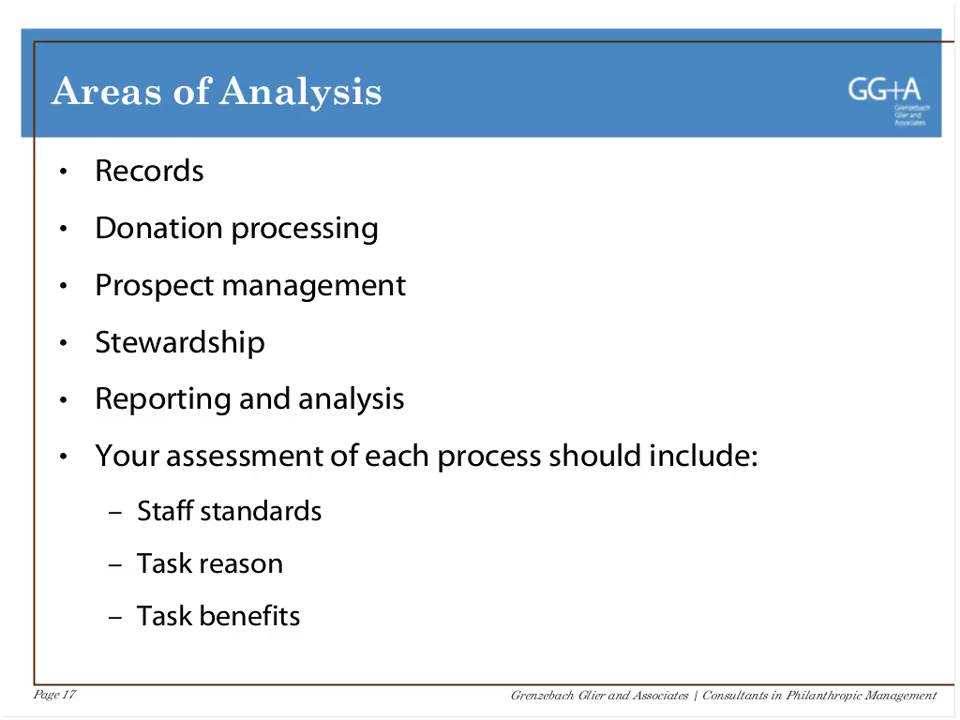 Areas of Analysis
GG+A
Grenzebach
Glier and
Associates
• Records
• Donation processing
• Prospect management
• Stewardship
• Reporting and analysis
• Your assessment of each process should include:
– Staff standards
– Task reason
– Task benefits
Page 17
Grenzebach Glier and Associates | Consultants in Philanthropic Management